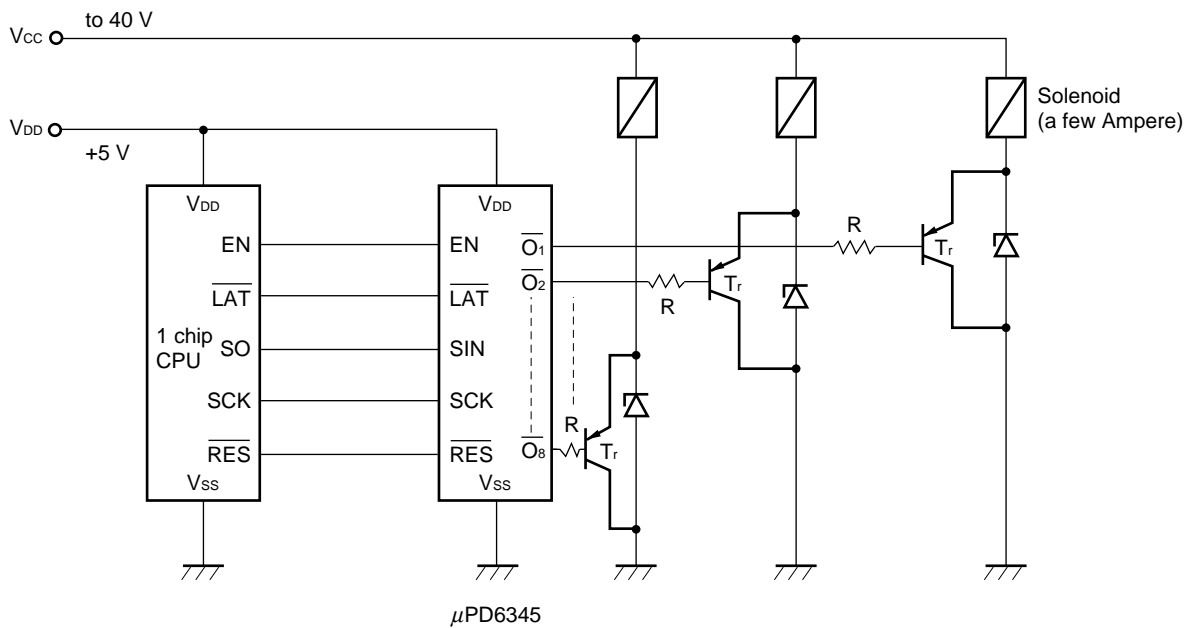 to 40 V
VCC
VDD
+5 V
Solenoid
(a few Ampere)
VDD
EN
LAT
1 chip
CPU
SO
SCK
RES
VSS
VDD
EN
LAT
SIN
SCK
RES
VSS
O1
O2
O8
R
Tr
R
Tr
R
Tr
μPD6345